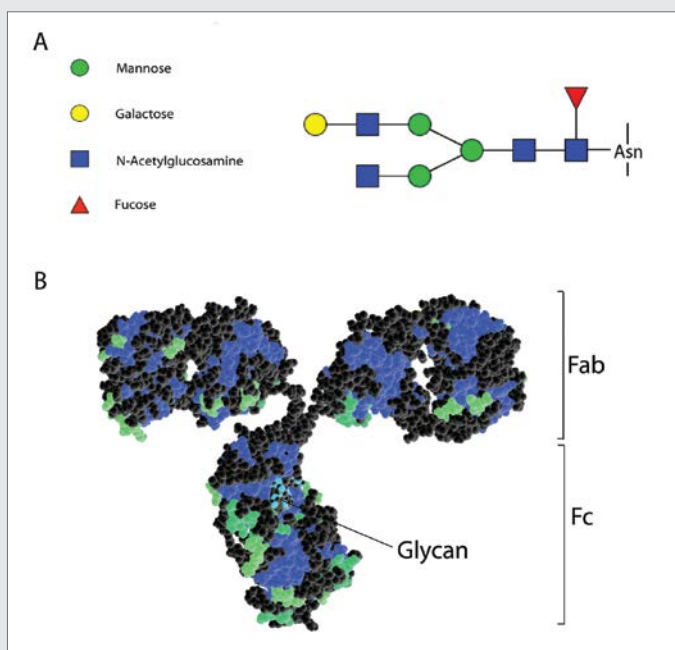 A
Mannose
Galactose
N-Acetylglucosamine
Fucose
Asn
B
Fab
Fc
Glycan